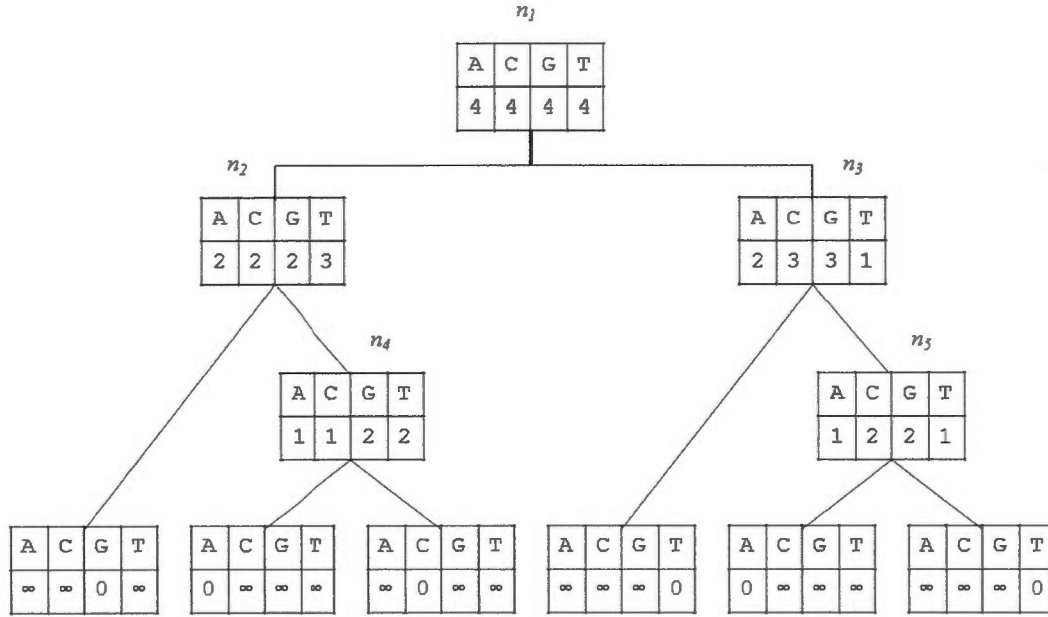 n1
A C G T
4 4 4 4
n2
n3
A C G T
A C G T
2 2 2 3
2 3 3 1
n4
n5
A C G T
A C G T
1 1 2 2
1 2 2 1
A C G T
A C G T
A C G T
A C G T
A C G T
A C G T
∞ ∞ 0 ∞
0 ∞ ∞ ∞
∞ 0 ∞ ∞
∞ ∞ ∞ 0
0 ∞ ∞ ∞
∞ ∞ ∞ 0